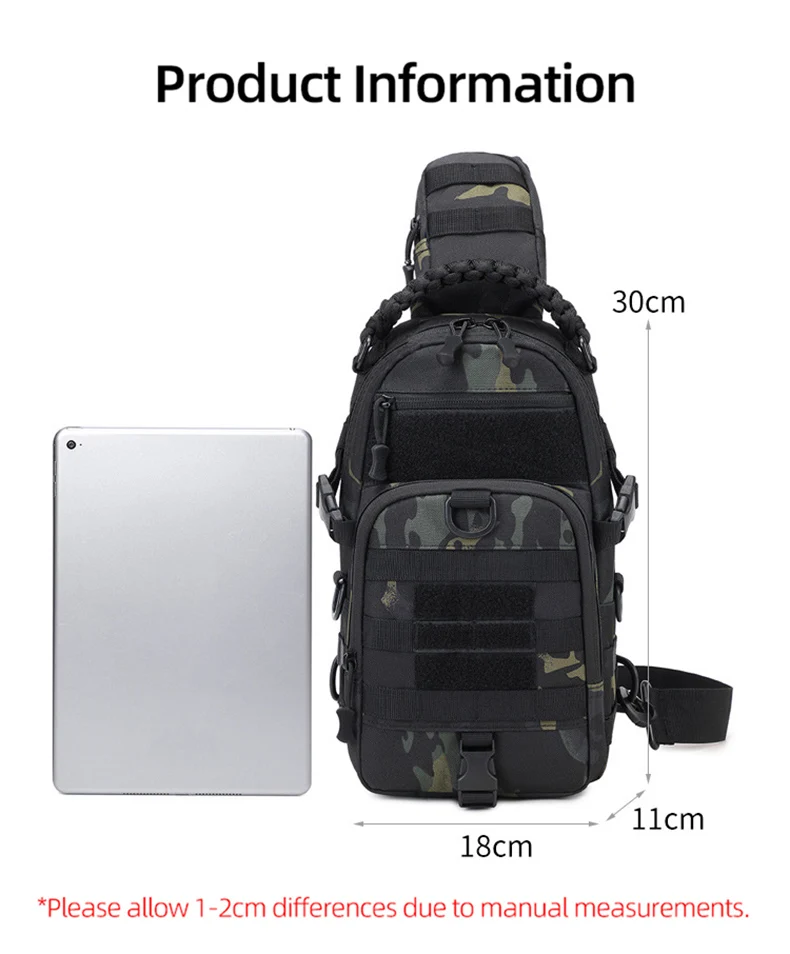 Product Information
30cm
11cm
18cm
*Please allow 1-2cm differences due to manual measurements.